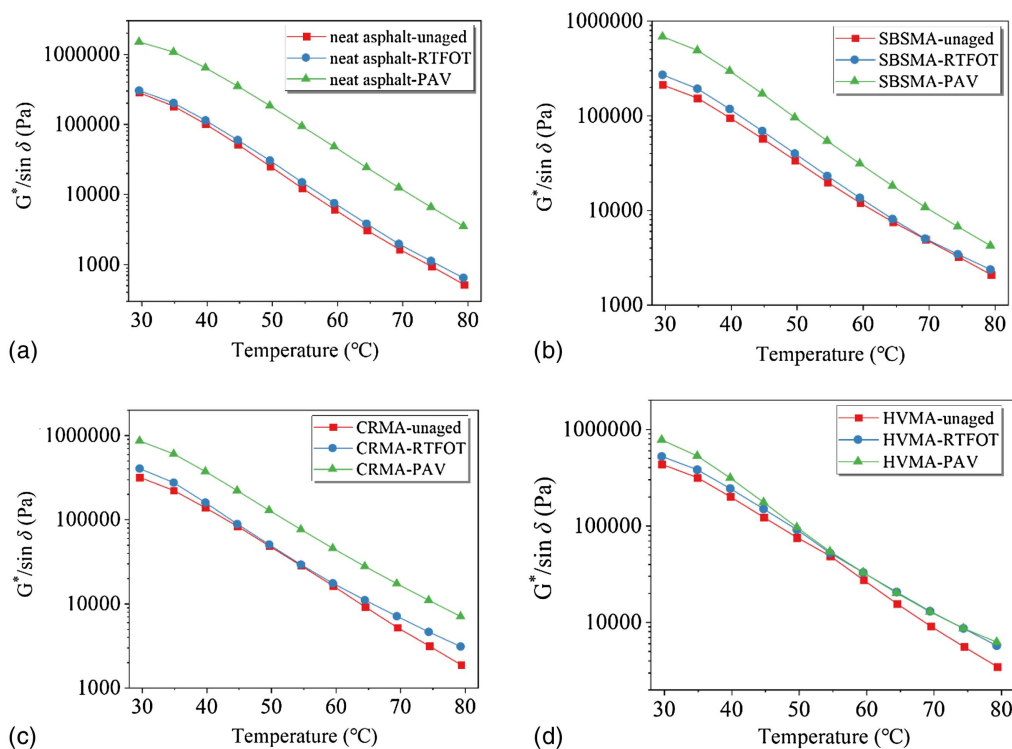 neat asphalt-unaged
neat asphalt-RTFOT
neat asphalt-PAV
1000000
100000
10000
1000
G*/sin δ (Pa)
30 40 50 60 70 80
Temperature (℃)
(a)
SBSMA-unaged
SBSMA-RTFOT
SBSMA-PAV
1000000
100000
10000
1000
G*/sin δ (Pa)
30 40 50 60 70 80
Temperature (℃)
(b)
CRMA-unaged
CRMA-RTFOT
CRMA-PAV
1000000
100000
10000
1000
G*/sin δ (Pa)
30 40 50 60 70 80
Temperature (℃)
(c)
HVMA-unaged
HVMA-RTFOT
HVMA-PAV
1000000
100000
10000
G*/sin δ (Pa)
30 40 50 60 70 80
Temperature (℃)
(d)